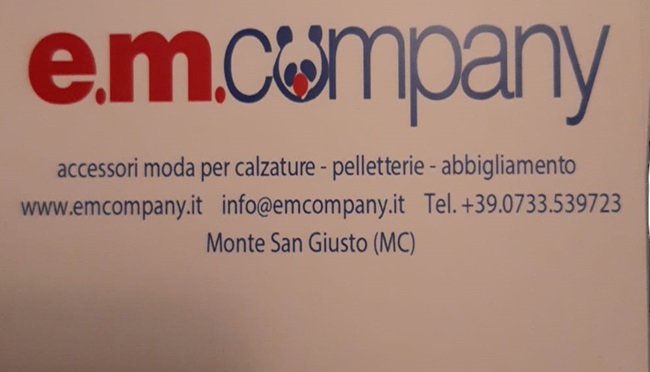 e.m.company
accessori moda per calzature - pelletterie - abbigliamento
www.emcompany.it info@emcompany.it Tel. +39.0733.539723
Monte San Giusto (MC)